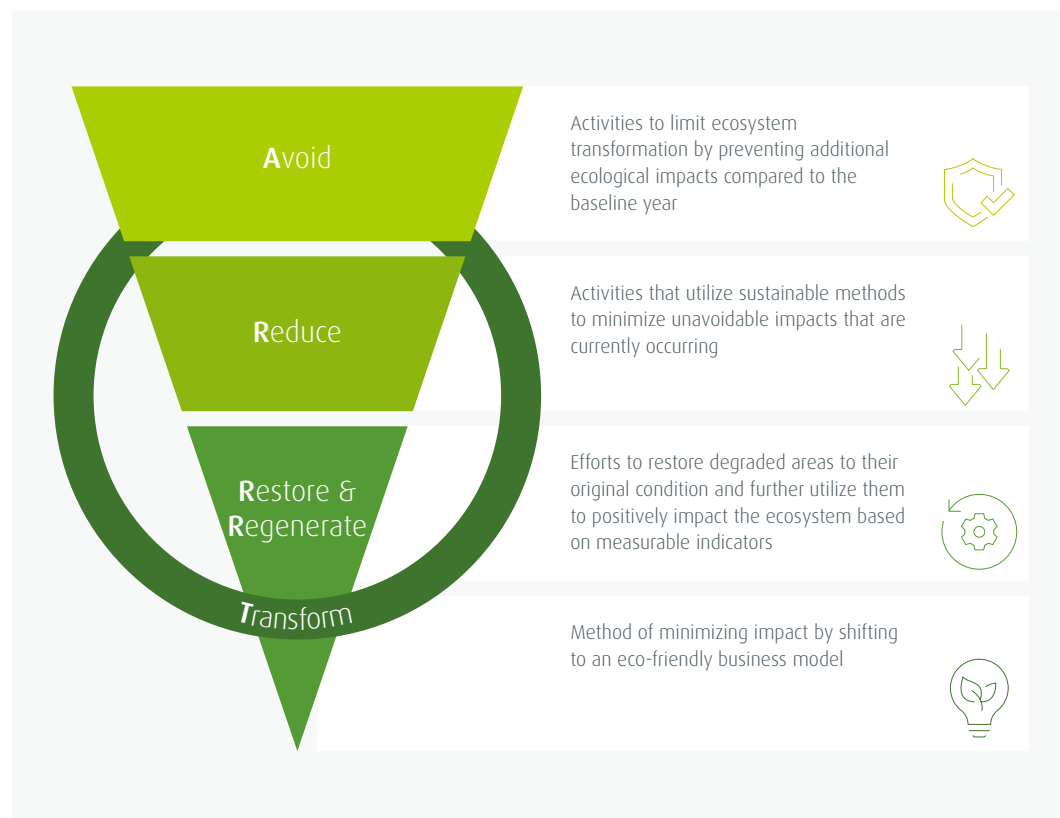 Avoid
Activities to limit ecosystem
transformation by preventing additional
ecological impacts compared to the
baseline year
Reduce
Activities that utilize sustainable methods
to minimize unavoidable impacts that are
currently occurring
Restore &
Regenerate
Efforts to restore degraded areas to their
original condition and further utilize them
to positively impact the ecosystem based
on measurable indicators
Transform
Method of minimizing impact by shifting
to an eco-friendly business model